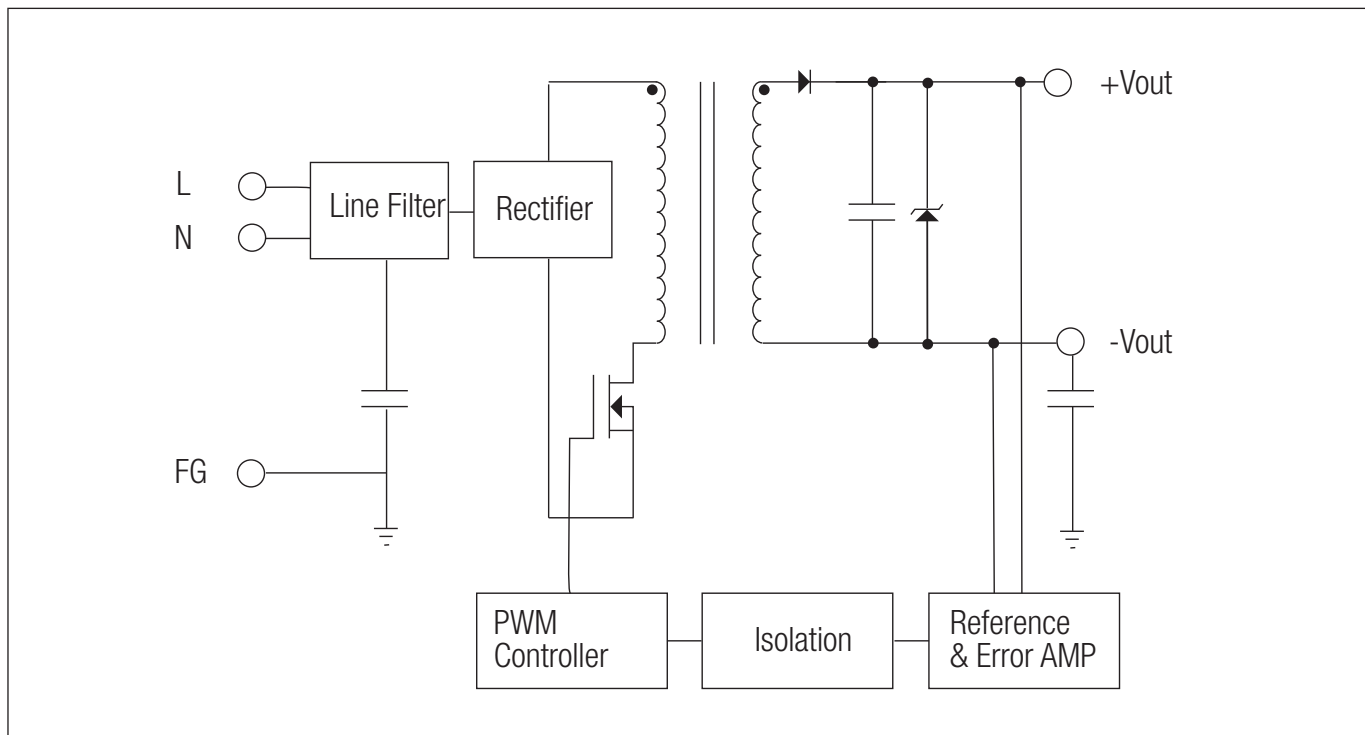 +Vout
L
Line Filter
Rectifier
N
-Vout
FG
PWM
Controller
Isolation
Reference
& Error AMP